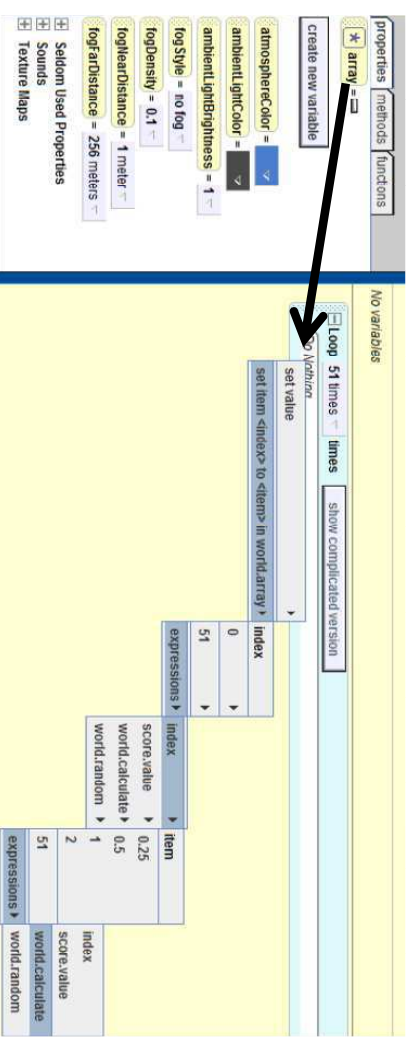 properties methods functions
array =
create new variable
atmosphereColor =
ambientLightColor =
ambientLightBrightness = 1
fogStyle = no fog
fogDensity = 0.1
fogNearDistance = 1 meter
fogFarDistance = 256 meters
Seldom Used Properties
Sounds
Texture Maps
No variables
Loop 51 times times show complicated version
Do Nothing
set value
set item <index> to <item> in world.array
index
0
51
expressions
index
score.value
world.calculate
world.random
item
0.25
0.5
1
2
51
expressions
index
score.value
world.calculate
world.random